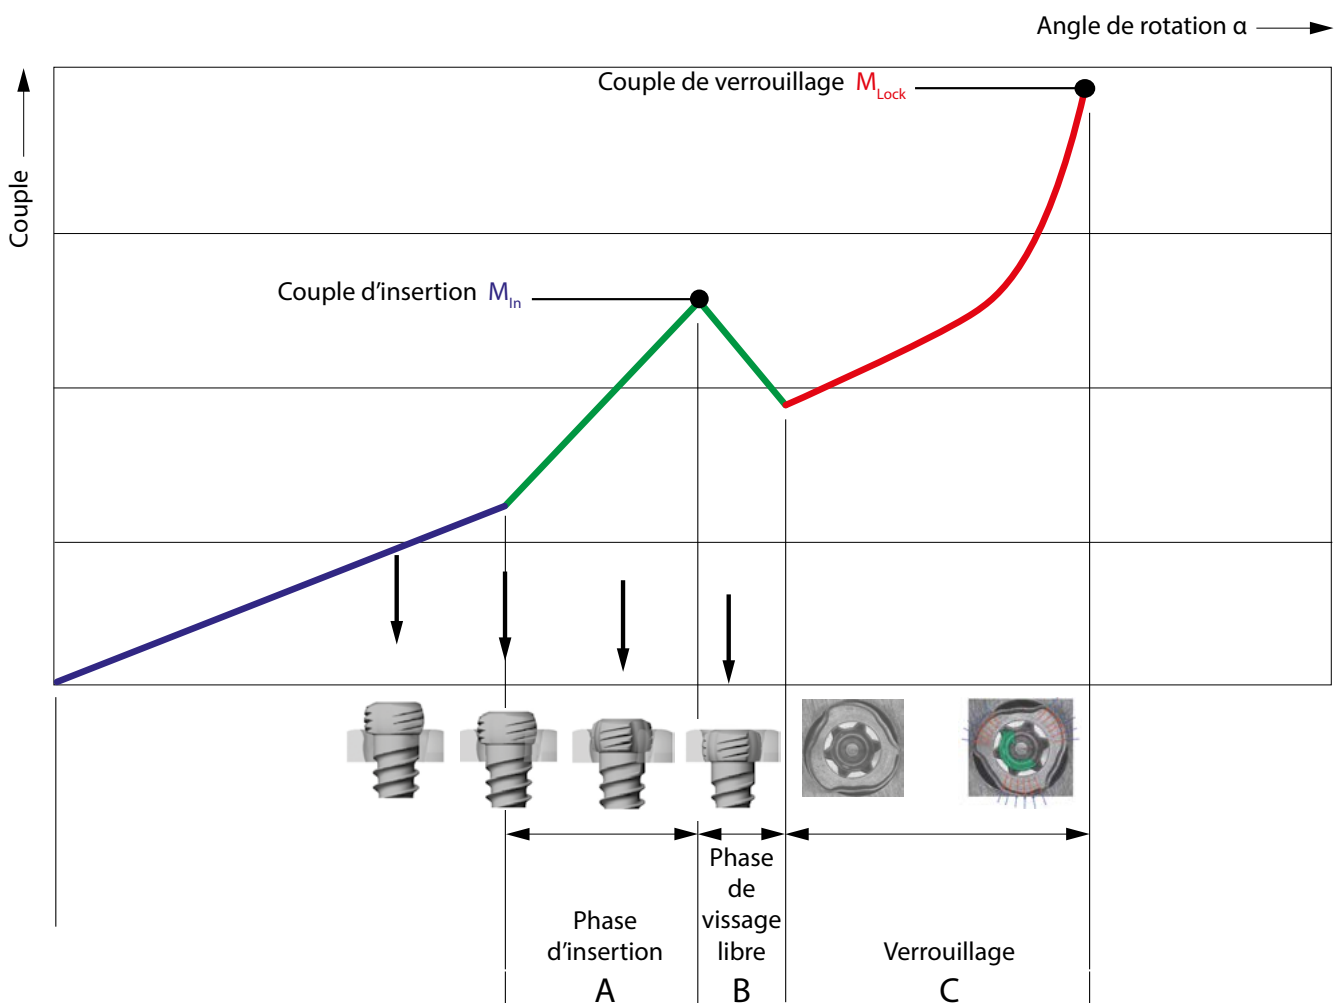 Angle de rotation α
Couple de verrouillage M_Lock
Couple
Couple d’insertion M_In
Phase
de
vissage
libre
Phase
d’insertion
Verrouillage
A
B
C